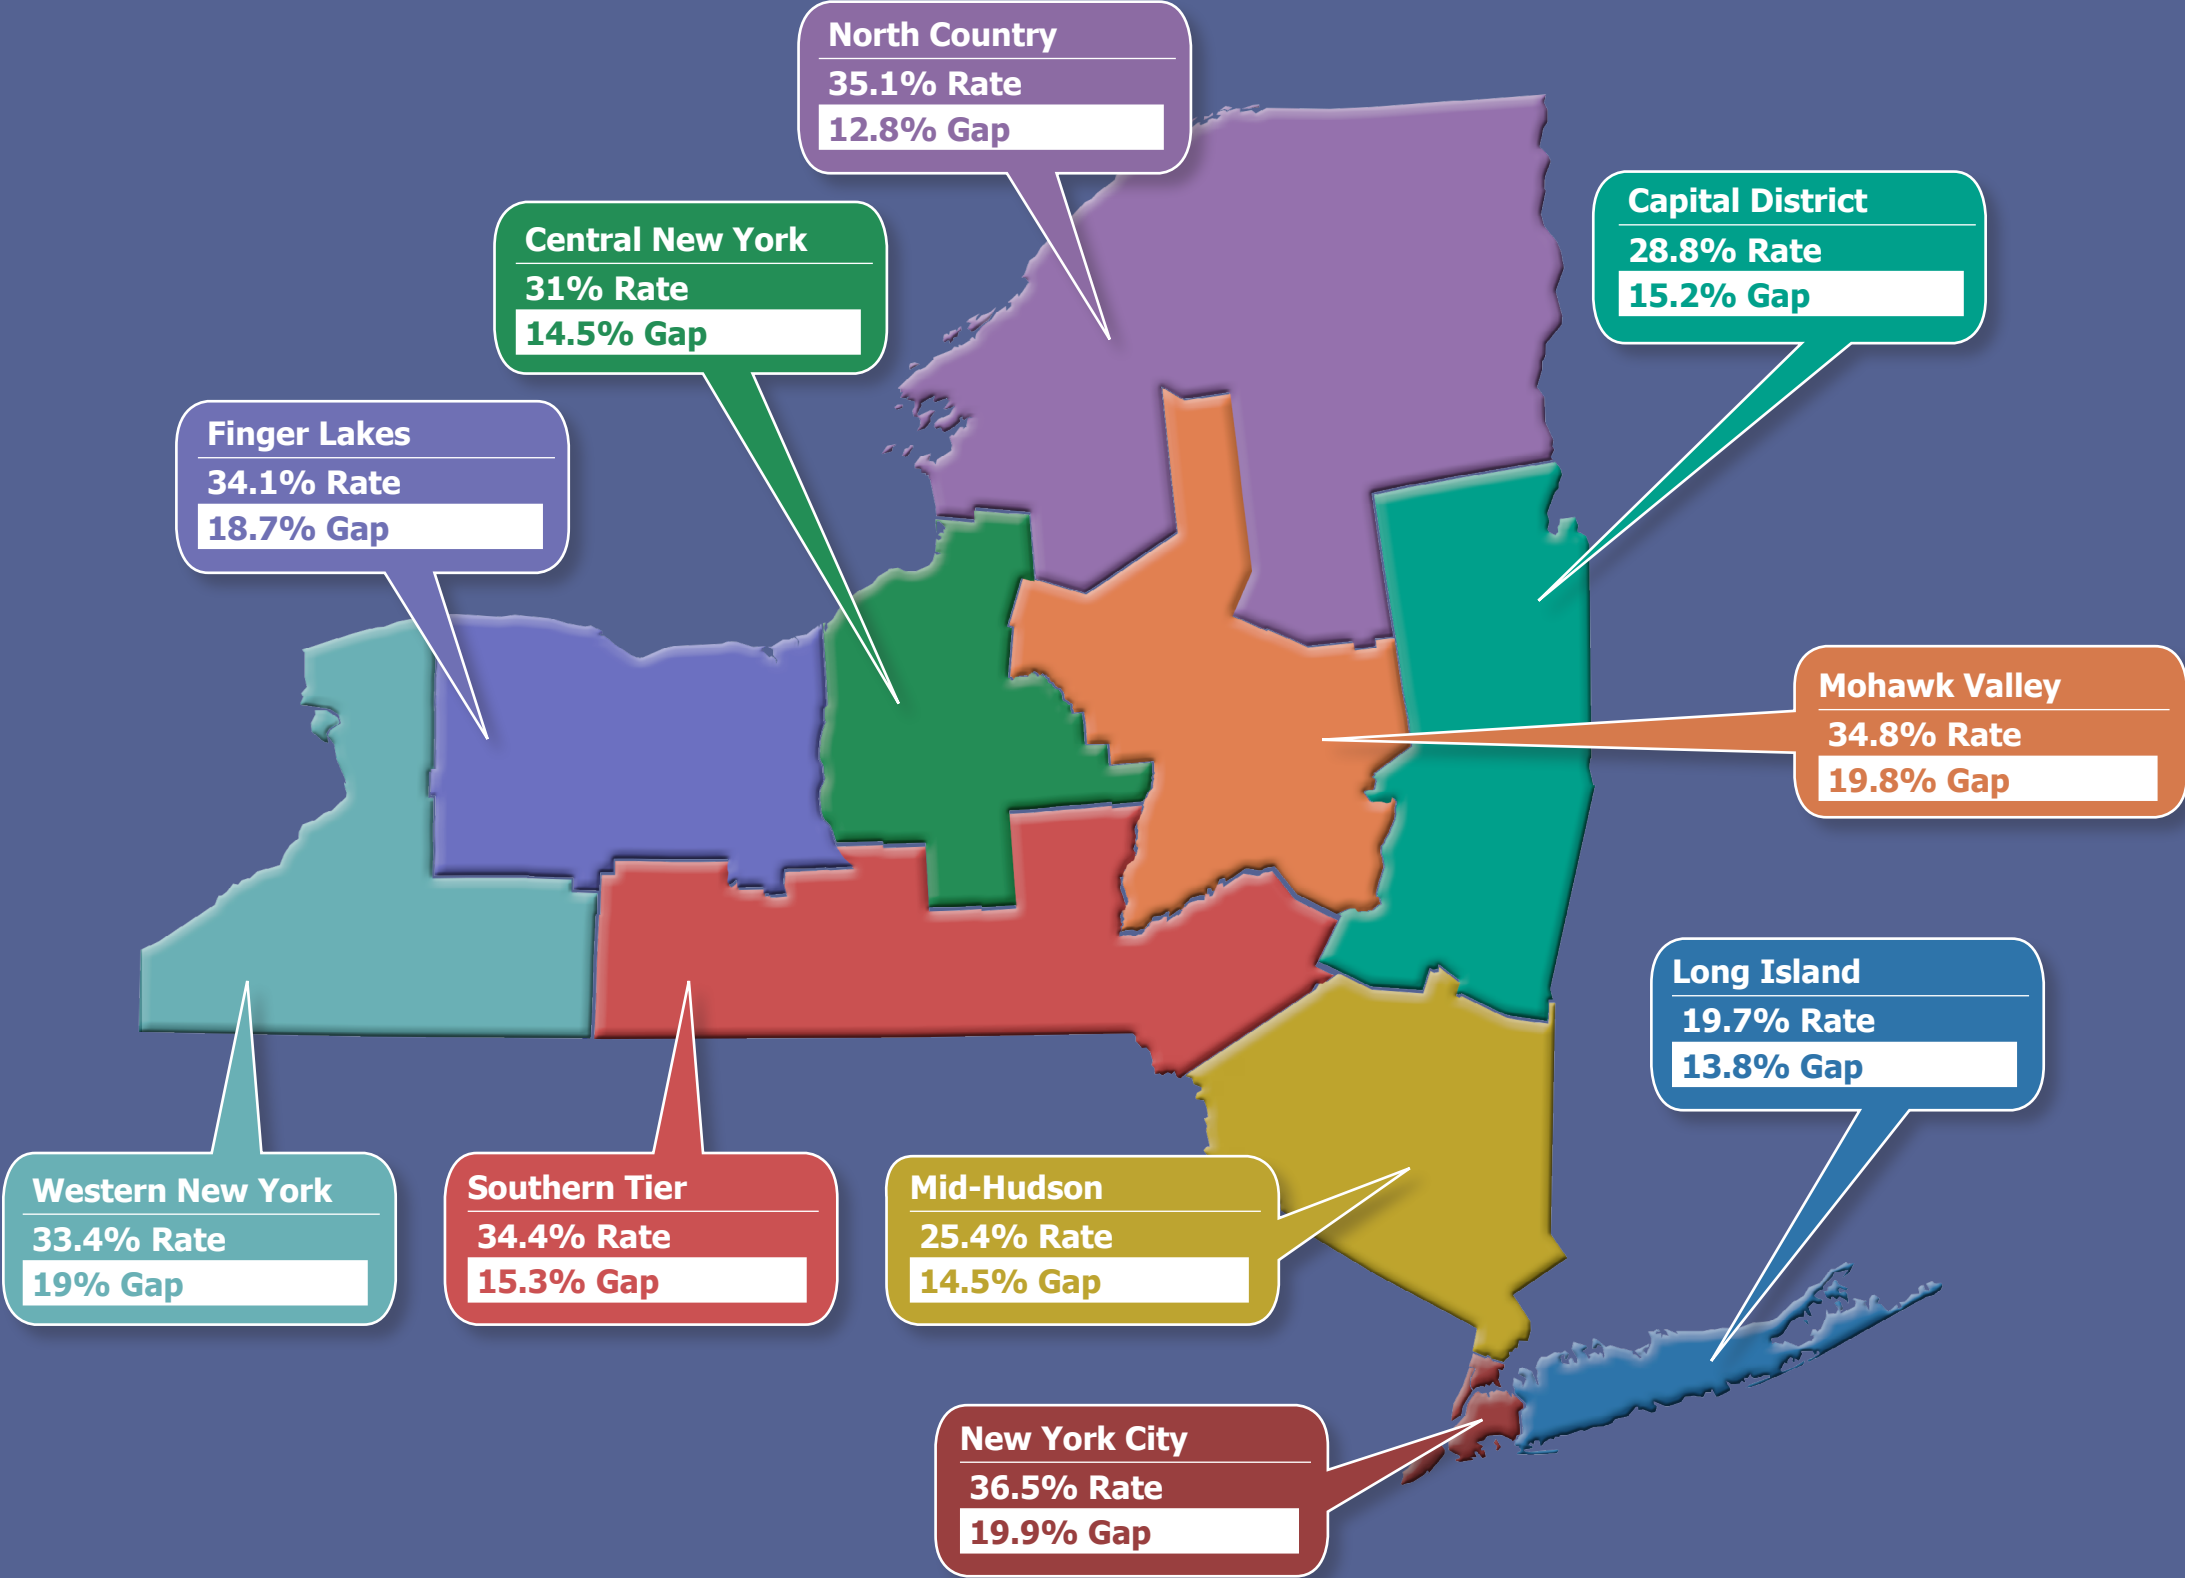 North Country
35.1% Rate
12.8% Gap
Capital District
28.8% Rate
15.2% Gap
Central New York
31% Rate
14.5% Gap
Finger Lakes
34.1% Rate
18.7% Gap
Mohawk Valley
34.8% Rate
19.8% Gap
Long Island
19.7% Rate
13.8% Gap
Western New York
33.4% Rate
19% Gap
Southern Tier
34.4% Rate
15.3% Gap
Mid-Hudson
25.4% Rate
14.5% Gap
New York City
36.5% Rate
19.9% Gap